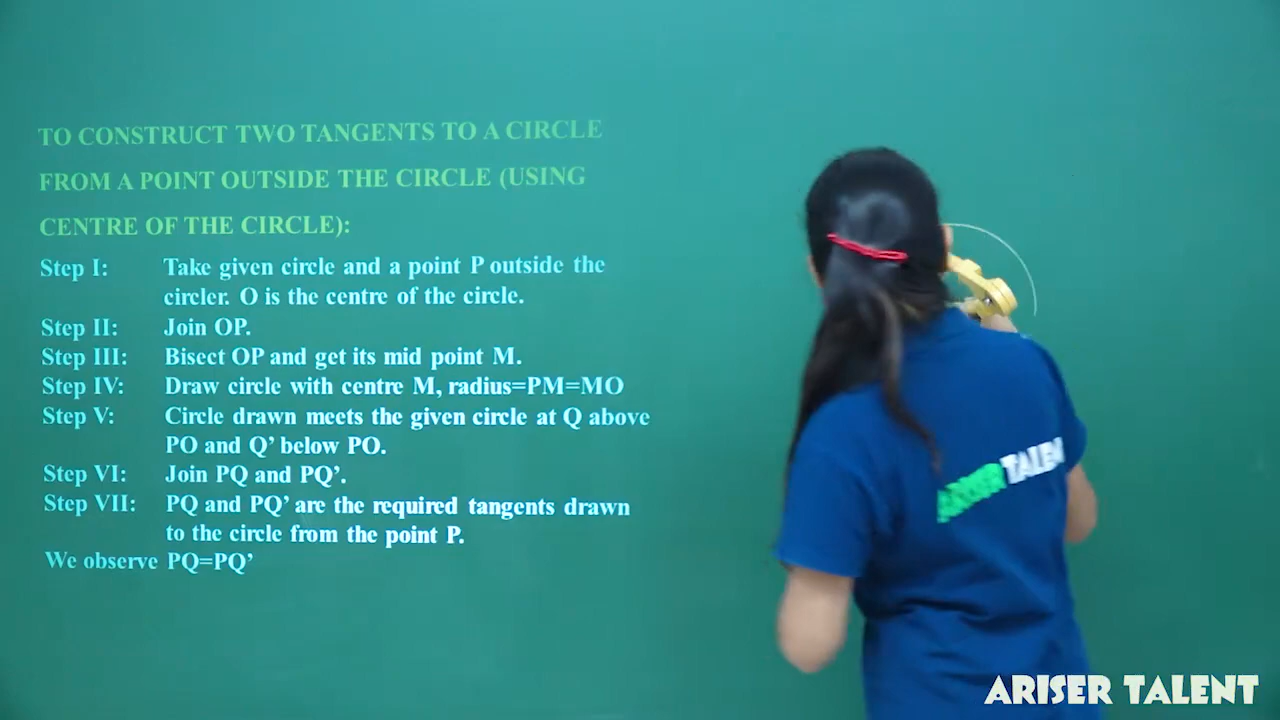 TO CONSTRUCT TWO TANGENTS TO A CIRCLE
FROM A POINT OUTSIDE THE CIRCLE (USING
CENTRE OF THE CIRCLE):
Step I: Take given circle and a point P outside the
circler. O is the centre of the circle.
Step II: Join OP.
Step III: Bisect OP and get its mid point M.
Step IV: Draw circle with centre M, radius=PM=MO
Step V: Circle drawn meets the given circle at Q above
PO and Q’ below PO.
Step VI: Join PQ and PQ’.
Step VII: PQ and PQ’ are the required tangents drawn
to the circle from the point P.
We observe PQ=PQ’
ARISER TALENT
ARISER TALENT